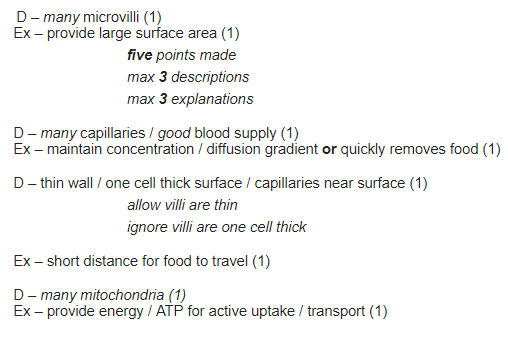 D – many microvilli (1)
Ex – provide large surface area (1)
five points made
max 3 descriptions
max 3 explanations
D – many capillaries / good blood supply (1)
Ex – maintain concentration / diffusion gradient or quickly removes food (1)
D – thin wall / one cell thick surface / capillaries near surface (1)
allow villi are thin
ignore villi are one cell thick
Ex – short distance for food to travel (1)
D – many mitochondria (1)
Ex – provide energy / ATP for active uptake / transport (1)